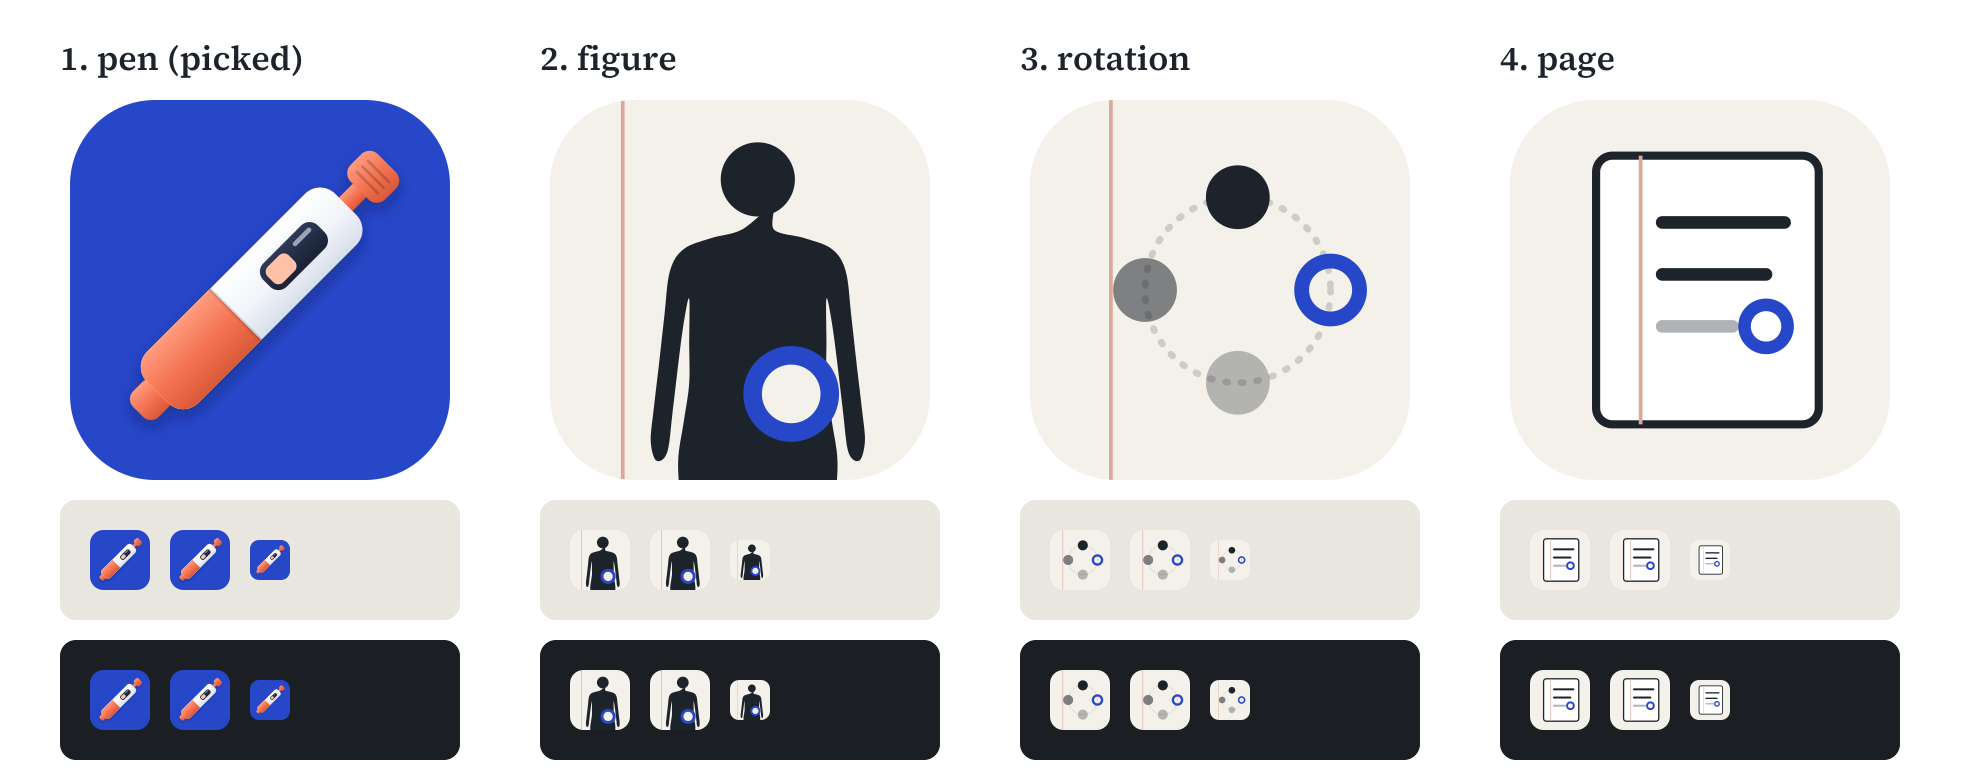 1. pen (picked)
2. figure
3. rotation
4. page